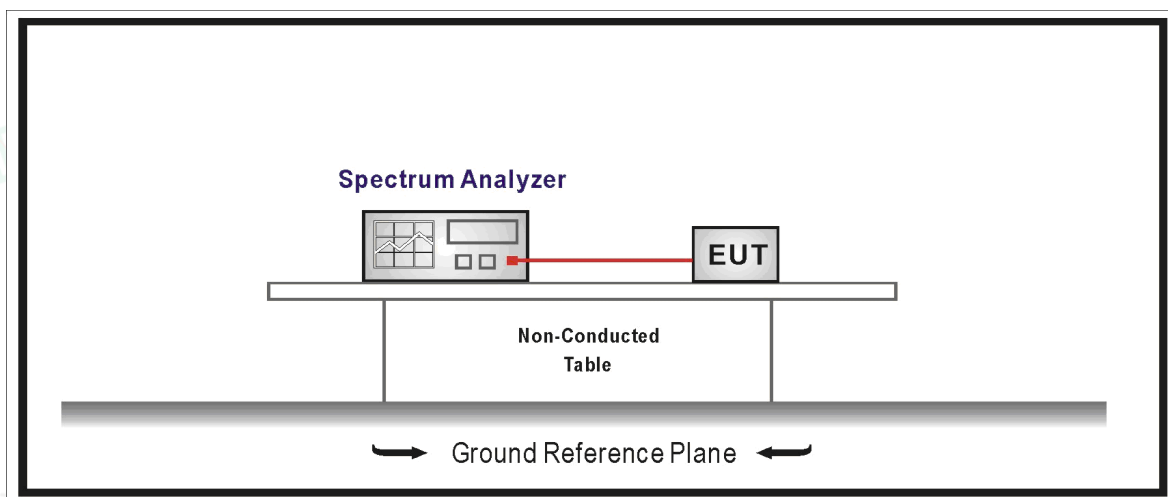 Spectrum Analyzer
EUT
Non-Conducted
Table
Ground Reference Plane